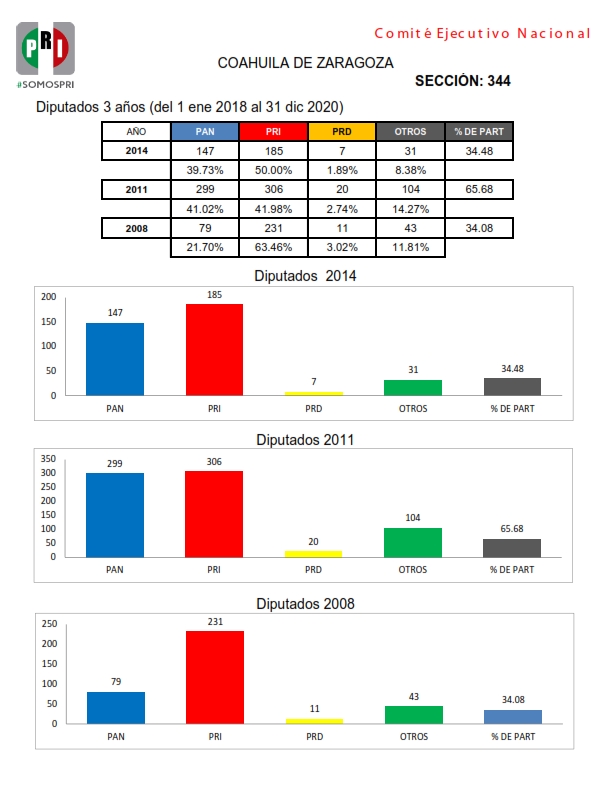 PRI
Comité Ejecutivo Nacional
#SOMOSPRI
COAHUILA DE ZARAGOZA
SECCIÓN: 344
Diputados 3 años (del 1 ene 2018 al 31 dic 2020)
AÑO PAN PRI PRD OTROS % DE PART
2014 147 185 7 31 34.48
39.73% 50.00% 1.89% 8.38%
2011 299 306 20 104 65.68
41.02% 41.98% 2.74% 14.27%
2008 79 231 11 43 34.08
21.70% 63.46% 3.02% 11.81%
Diputados 2014
200
150
100
50
0
147 185 7 31 34.48
PAN PRI PRD OTROS % DE PART
Diputados 2011
350
300
250
200
150
100
50
0
299 306 20 104 65.68
PAN PRI PRD OTROS % DE PART
Diputados 2008
250
200
150
100
50
0
79 231 11 43 34.08
PAN PRI PRD OTROS % DE PART